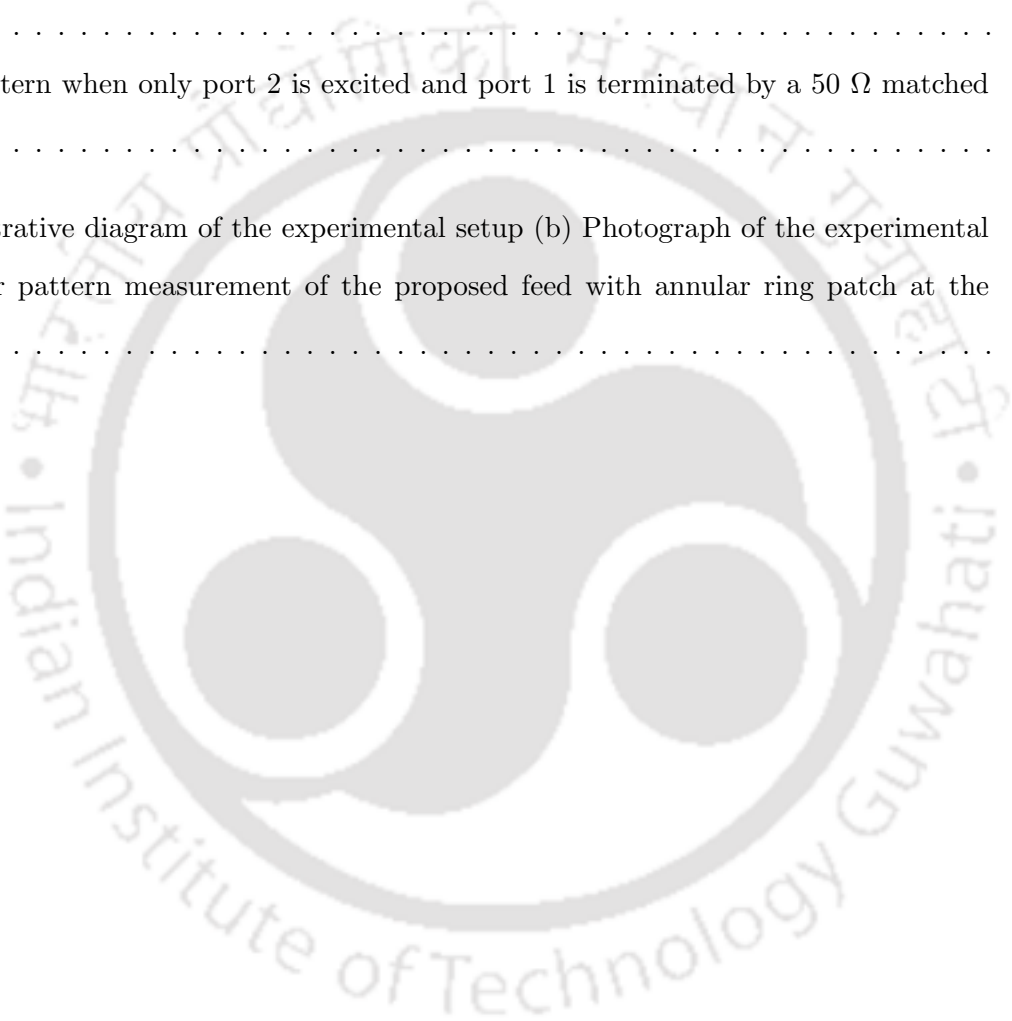 . . . . . . . . . . . . . . . . . . . . . . . . . . . . . . . . . . . . . . . . . . . .
tern when only port 2 is excited and port 1 is terminated by a 50 Ω matched
. . . . . . . . . . . . . . . . . . . . . . . . . . . . . . . . . . . . . . . . . . . .
rative diagram of the experimental setup (b) Photograph of the experimental
r pattern measurement of the proposed feed with annular ring patch at the
. . . . . . . . . . . . . . . . . . . . . . . . . . . . . . . . . . . . . . . . . . . .
भारतीय प्रौद्योगिकी संस्थान गुवाहाटी
• Indian Institute of Technology Guwahati •